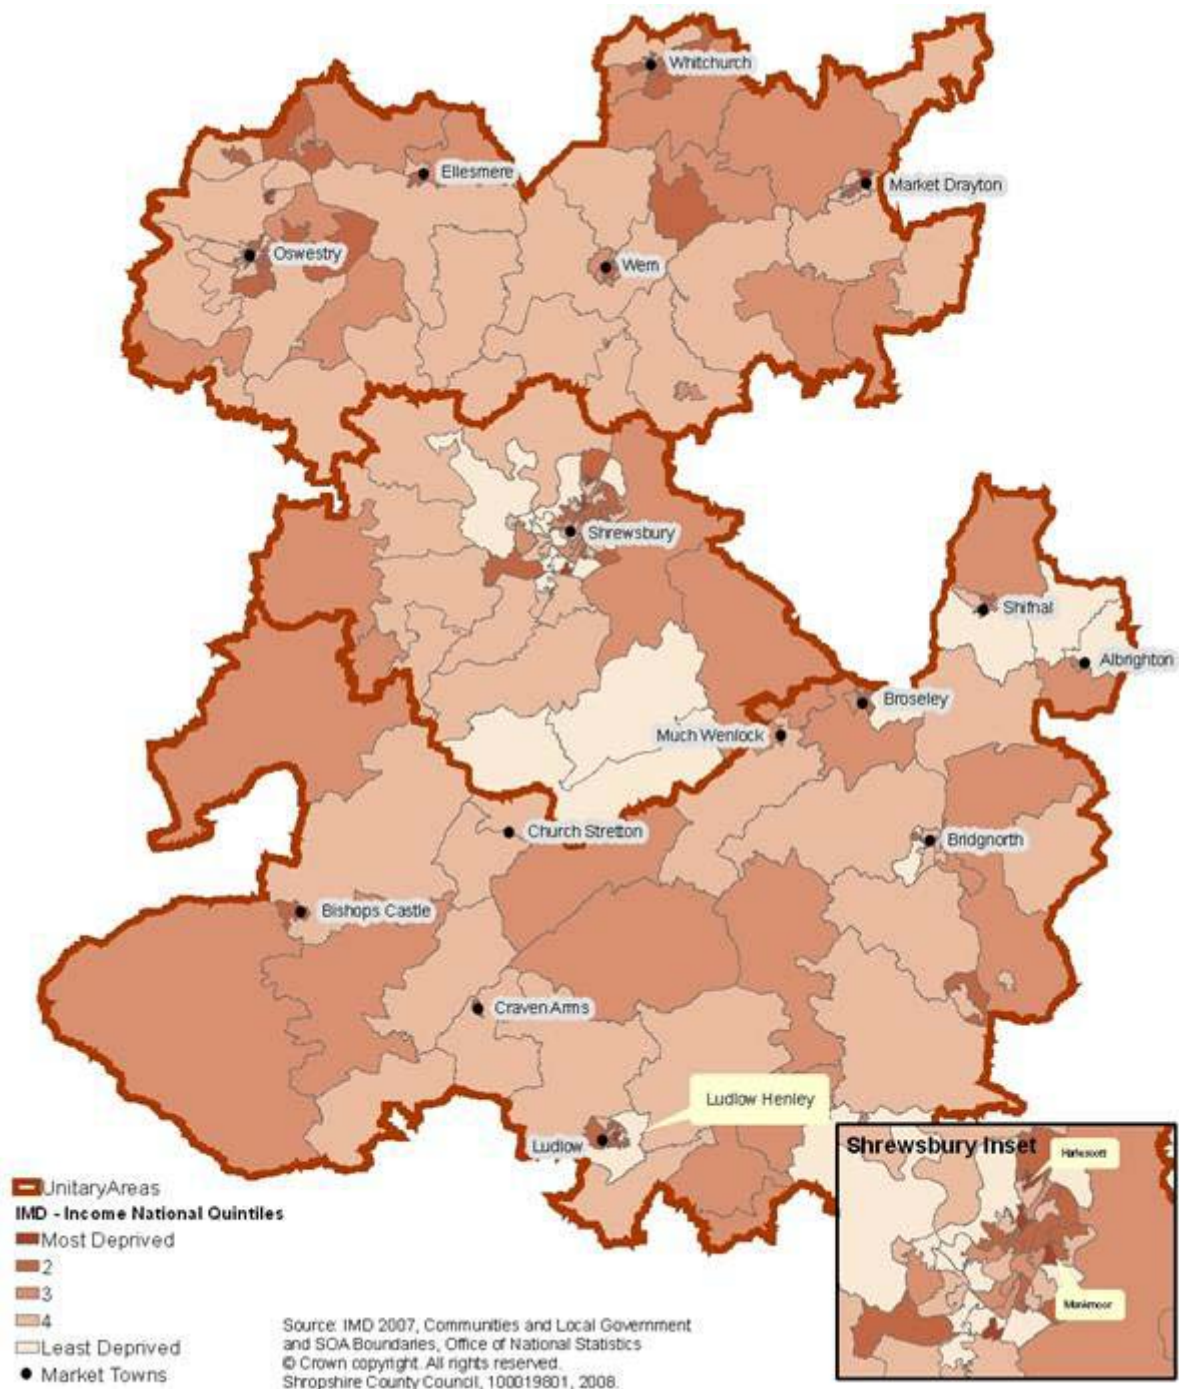 Whitchurch
Ellesmere
Market Drayton
Oswestry
Wem
Shrewsbury
Shifnal
Albrighton
Broseley
Much Wenlock
Church Stretton
Bridgnorth
Bishops Castle
Craven Arms
Ludlow Henley
Ludlow
Shrewsbury Inset
Harlescott
Monkmoor
UnitaryAreas
IMD - Income National Quintiles
Most Deprived
2
3
4
Least Deprived
Market Towns
Source: IMD 2007, Communities and Local Government
and SOA Boundaries, Office of National Statistics
© Crown copyright. All rights reserved.
Shropshire County Council, 100019801, 2008.